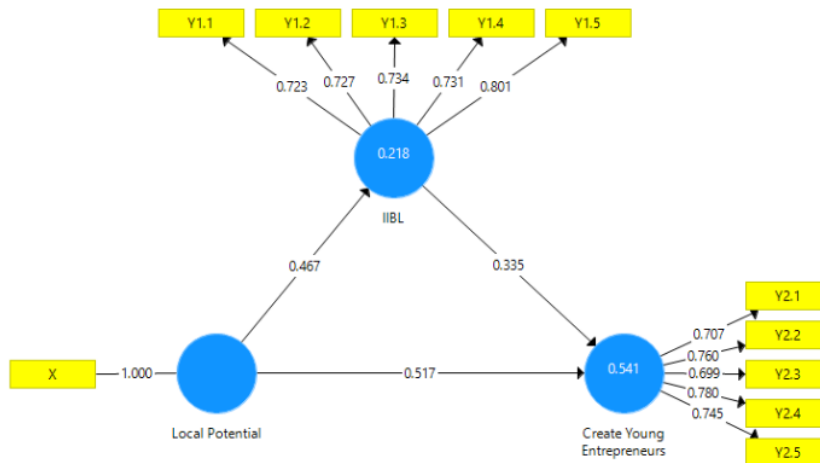 Y1.1 Y1.2 Y1.3 Y1.4 Y1.5
0.723 0.727 0.734 0.731 0.801
0.218
IIBL
0.467 0.335
X 1.000 0.517 0.541
Local Potential
Create Young
Entrepreneurs
0.707 Y2.1
0.760 Y2.2
0.699 Y2.3
0.780 Y2.4
0.745 Y2.5